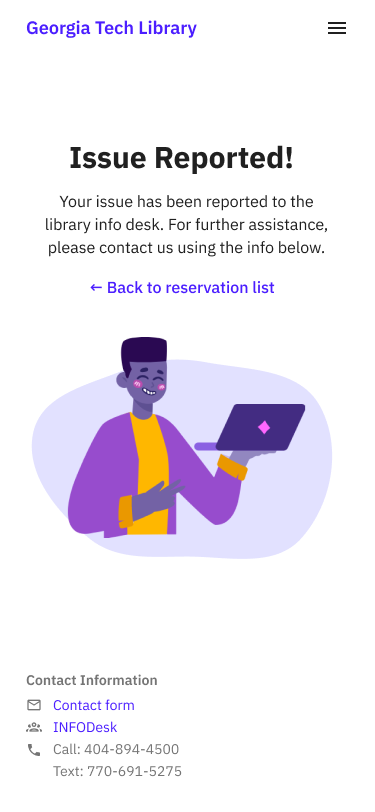 Georgia Tech Library
Issue Reported!
Your issue has been reported to the
library info desk. For further assistance,
please contact us using the info below.
← Back to reservation list
Contact Information
Contact form
INFODesk
Call: 404-894-4500
Text: 770-691-5275